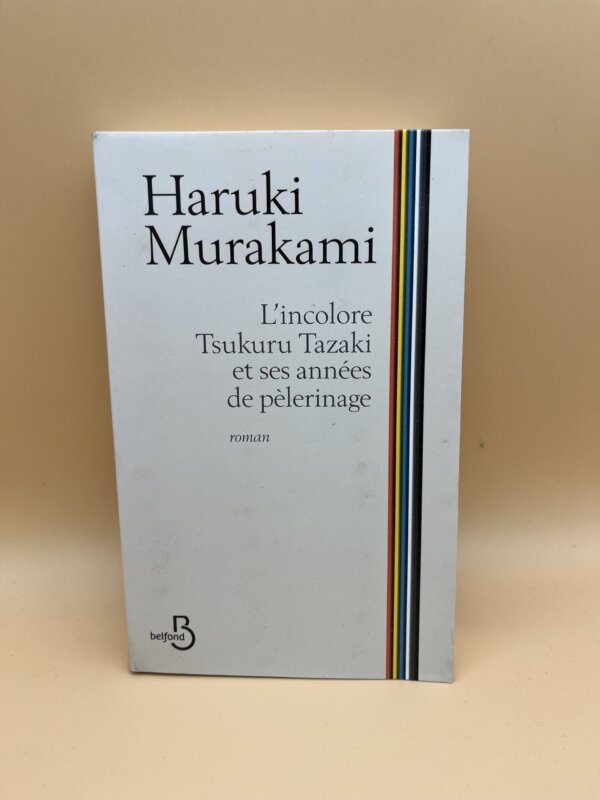 Haruki
Murakami
L'incolore
Tsukuru Tazaki
et ses années
de pèlerinage
roman
belfond